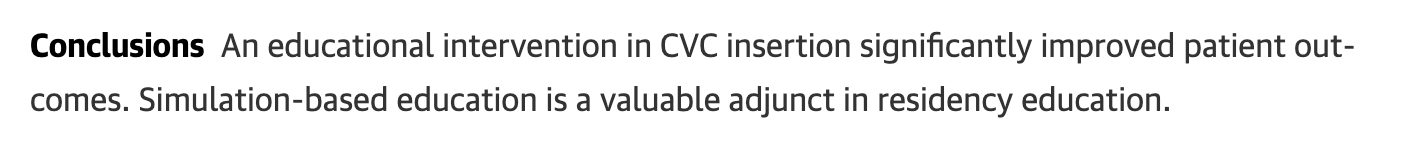 Conclusions An educational intervention in CVC insertion significantly improved patient out-
comes. Simulation-based education is a valuable adjunct in residency education.